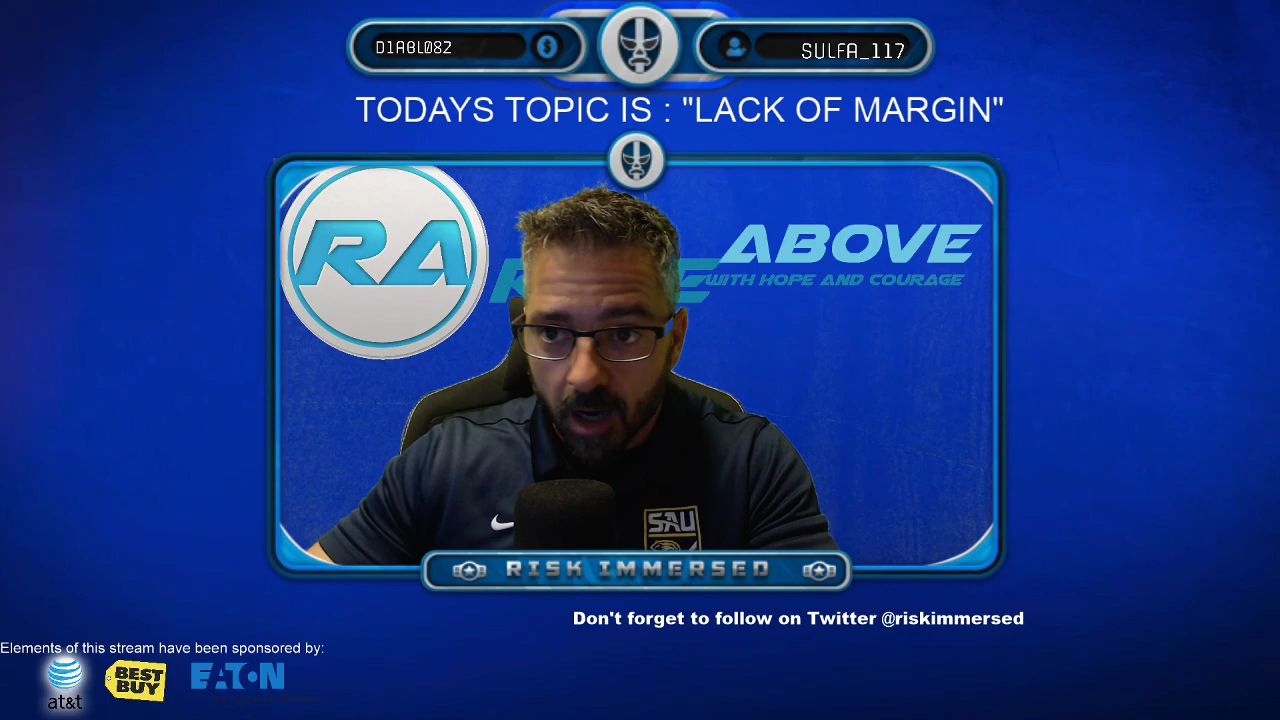 D1ABL082
SULFA_117
TODAYS TOPIC IS : "LACK OF MARGIN"
RA
ABOVE
WITH HOPE AND COURAGE
SAU
RISK IMMERSED
Don't forget to follow on Twitter @riskimmersed
Elements of this stream have been sponsored by:
at&t
BEST BUY
EATON